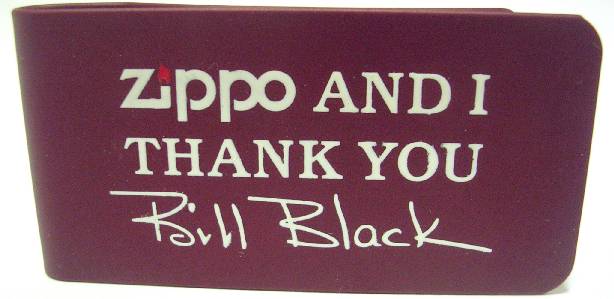 Zippo AND I
THANK YOU
Bill Black